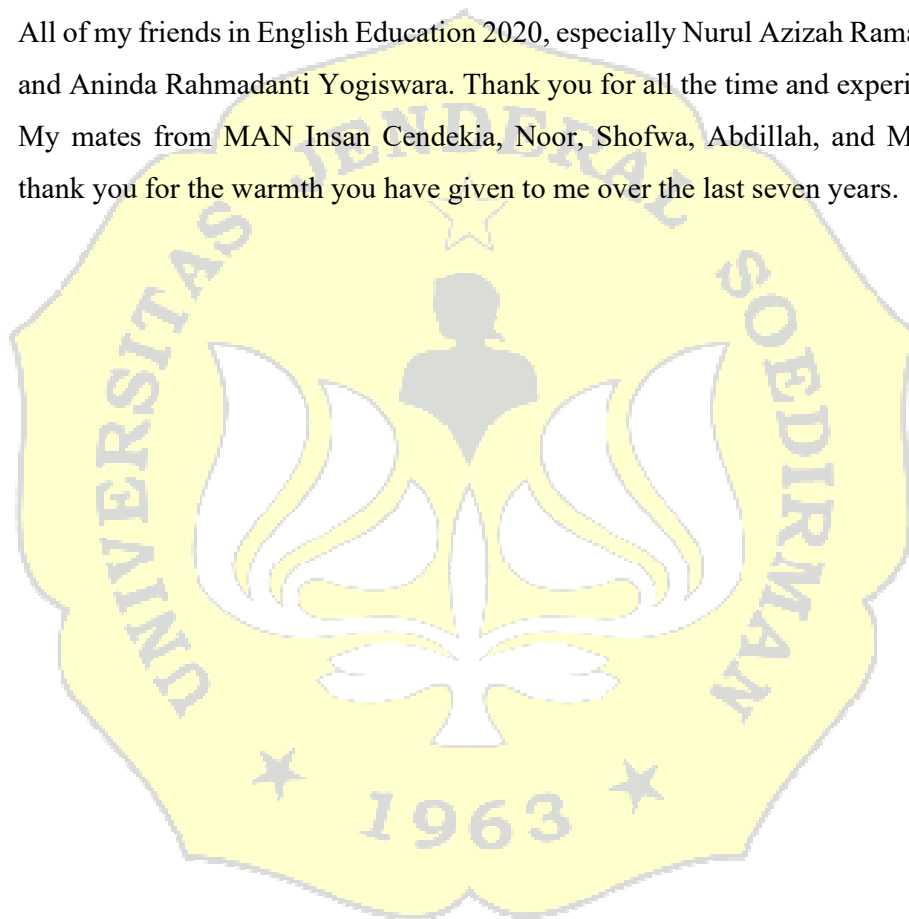 All of my friends in English Education 2020, especially Nurul Azizah
and Aninda Rahmadanti Yogiswara. Thank you for all the time and
My mates from MAN Insan Cendekia, Noor, Shofwa, Abdillah, and
thank you for the warmth you have given to me over the last seven years.
UNIVERSITAS JENDERAL SOEDIRMAN
1963